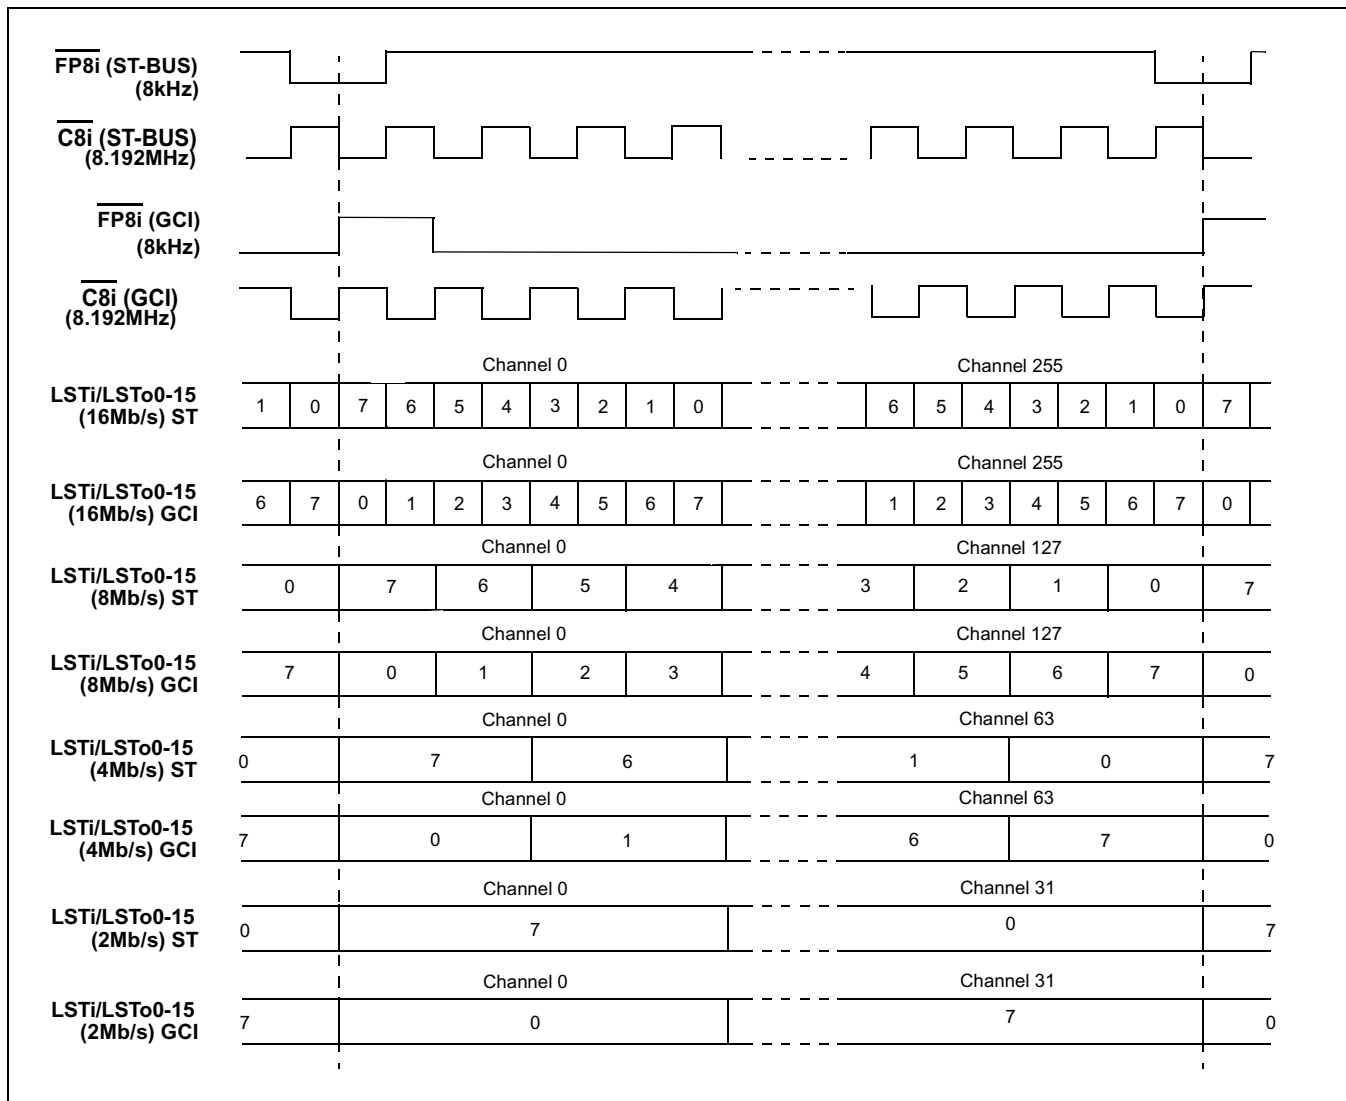 FP8i (ST-BUS)
(8kHz)
C8i (ST-BUS)
(8.192MHz)
FP8i (GCI)
(8kHz)
C8i (GCI)
(8.192MHz)
Channel 0 Channel 255
LSTi/LSTo0-15
(16Mb/s) ST
1 0 7 6 5 4 3 2 1 0 6 5 4 3 2 1 0 7
Channel 0 Channel 255
LSTi/LSTo0-15
(16Mb/s) GCI
6 7 0 1 2 3 4 5 6 7 1 2 3 4 5 6 7 0
Channel 0 Channel 127
LSTi/LSTo0-15
(8Mb/s) ST
0 7 6 5 4 3 2 1 0 7
Channel 0 Channel 127
LSTi/LSTo0-15
(8Mb/s) GCI
7 0 1 2 3 4 5 6 7 0
Channel 0 Channel 63
LSTi/LSTo0-15
(4Mb/s) ST
0 7 6 1 0 7
Channel 0 Channel 63
LSTi/LSTo0-15
(4Mb/s) GCI
7 0 1 6 7 0
Channel 0 Channel 31
LSTi/LSTo0-15
(2Mb/s) ST
0 7 0 7
Channel 0 Channel 31
LSTi/LSTo0-15
(2Mb/s) GCI
7 0 7 0